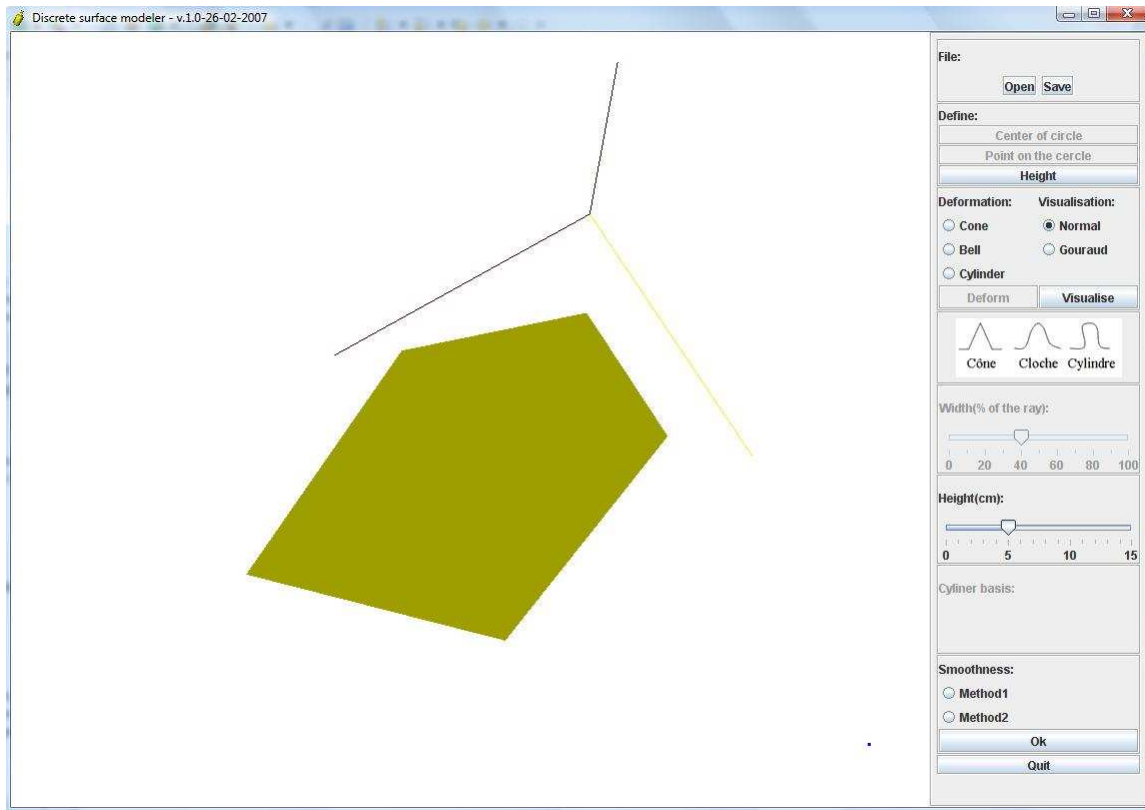 Discrete surface modeler - v.1.0-26-02-2007
File:
Open Save
Define:
Center of circle
Point on the cercle
Height
Deformation: Visualisation:
Cone Normal
Bell Gouraud
Cylinder
Deform Visualise
Cône Cloche Cylindre
Width(% of the ray):
0 20 40 60 80 100
Height(cm):
0 5 10 15
Cyliner basis:
Smoothness:
Method1
Method2
Ok
Quit